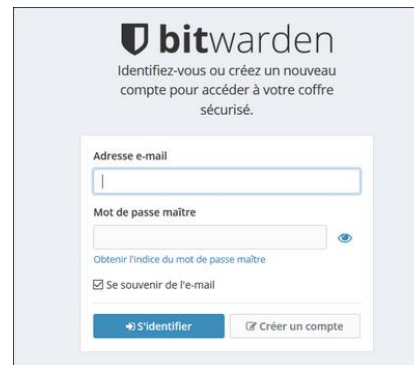 bitwarden
Identifiez-vous ou créez un nouveau
compte pour accéder à votre coffre
sécurisé.
Adresse e-mail
Mot de passe maître
Obtenir l'indice du mot de passe maître
Se souvenir de l'e-mail
S'identifier
Créer un compte